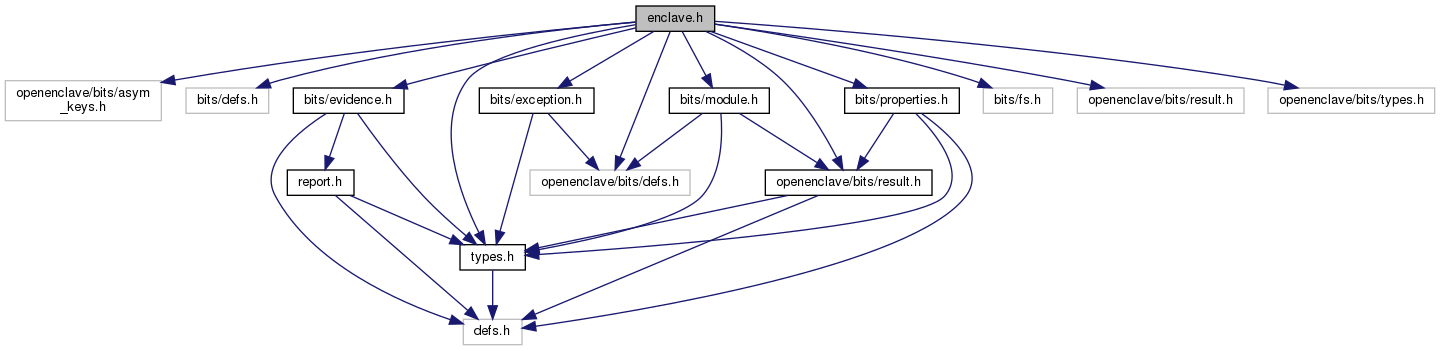 enclave.h
openenclave/bits/asym
_keys.h
bits/defs.h
bits/evidence.h
bits/exception.h
bits/module.h
bits/properties.h
bits/fs.h
openenclave/bits/result.h
openenclave/bits/types.h
report.h
openenclave/bits/defs.h
openenclave/bits/result.h
types.h
defs.h